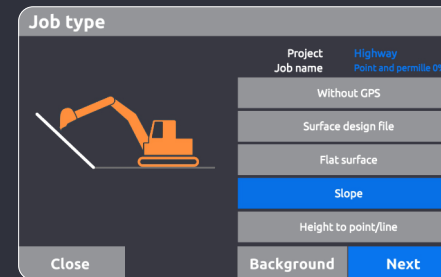 Job type
Project Highway
Job name Point and permille 0%
Without GPS
Surface design file
Flat surface
Slope
Height to point/line
Close
Background
Next